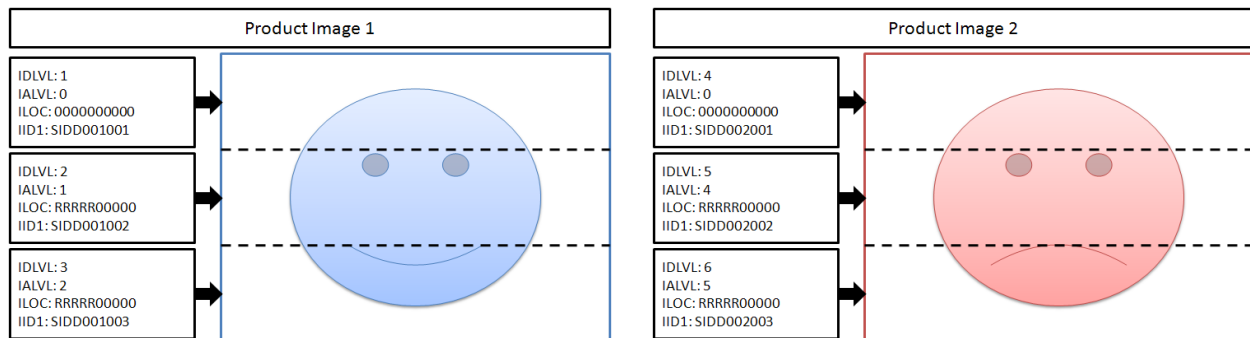 Product Image 1
IDLVL: 1
IALVL: 0
ILOC: 0000000000
IID1: SIDD001001
IDLVL: 2
IALVL: 1
ILOC: RRRRR00000
IID1: SIDD001002
IDLVL: 3
IALVL: 2
ILOC: RRRRR00000
IID1: SIDD001003
Product Image 2
IDLVL: 4
IALVL: 0
ILOC: 0000000000
IID1: SIDD002001
IDLVL: 5
IALVL: 4
ILOC: RRRRR00000
IID1: SIDD002002
IDLVL: 6
IALVL: 5
ILOC: RRRRR00000
IID1: SIDD002003